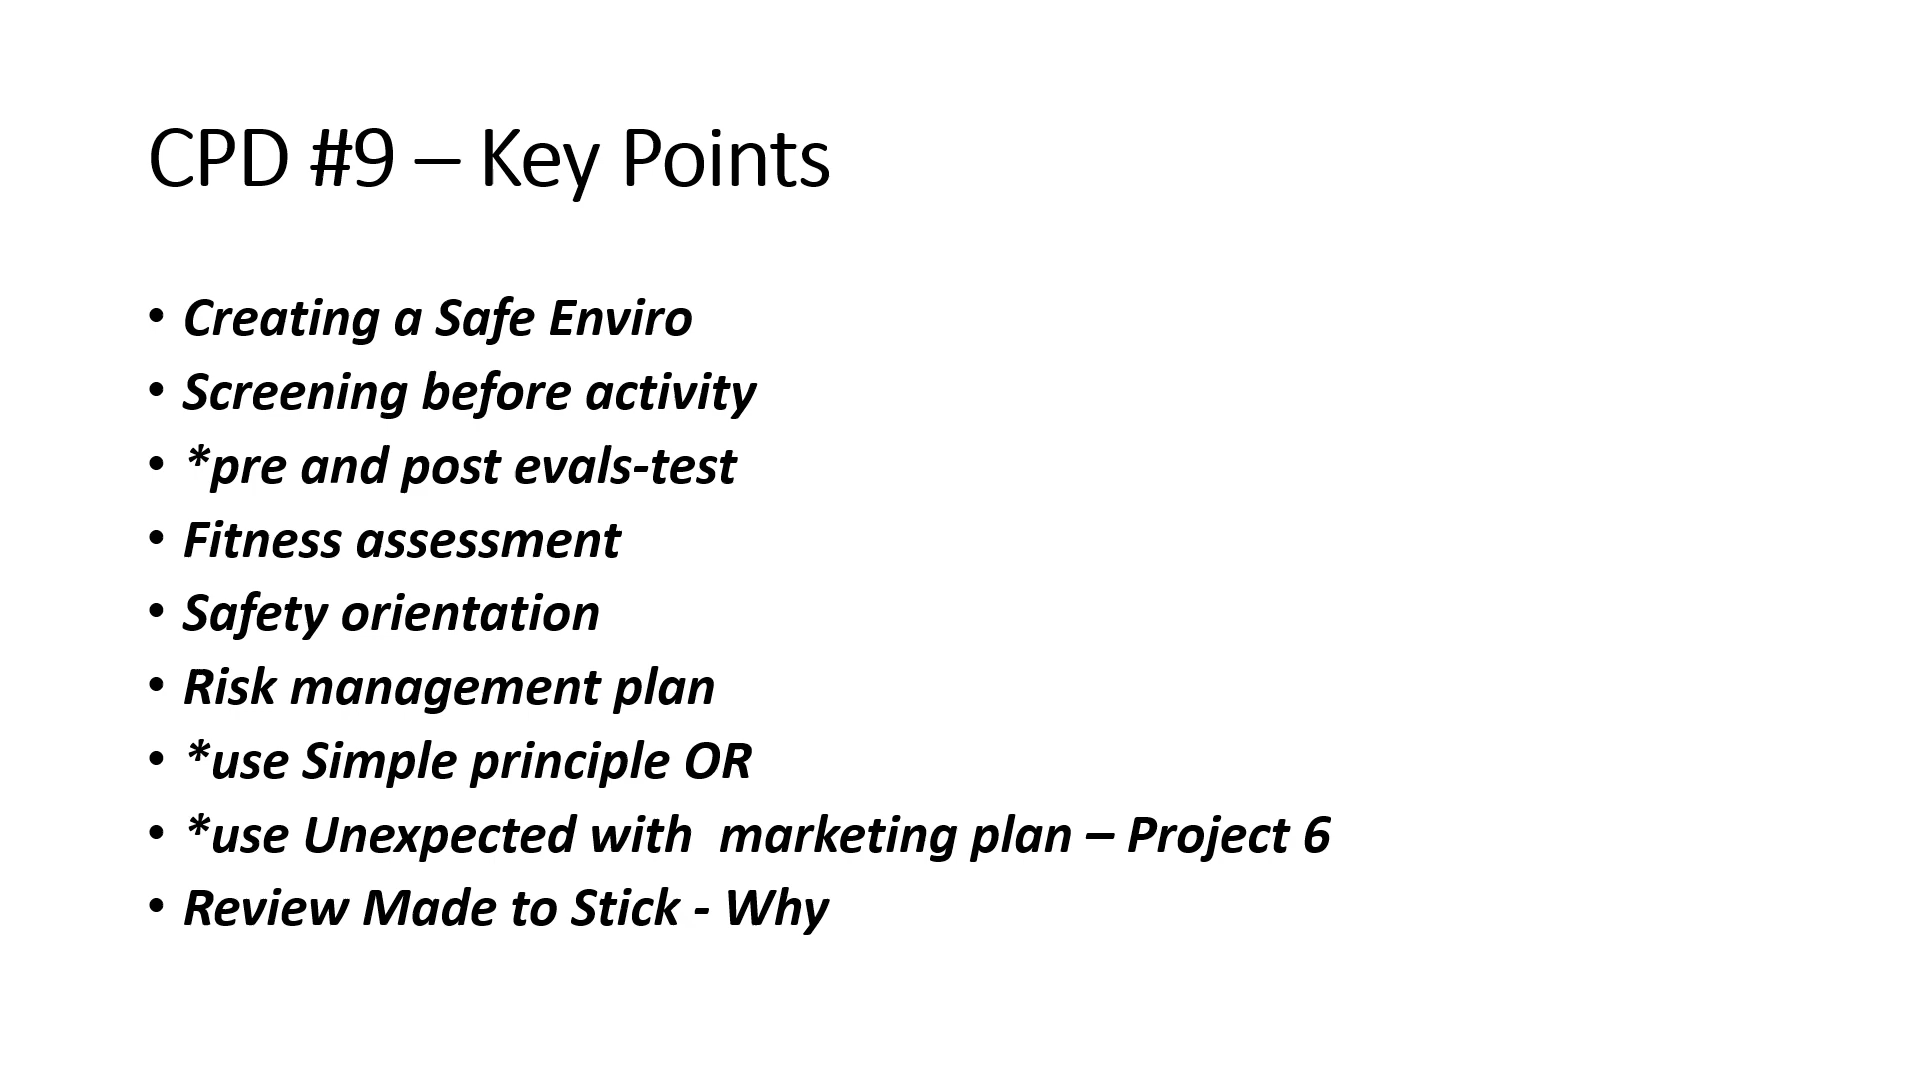 CPD #9 – Key Points
• Creating a Safe Enviro
• Screening before activity
• *pre and post evals-test
• Fitness assessment
• Safety orientation
• Risk management plan
• *use Simple principle OR
• *use Unexpected with  marketing plan – Project 6
• Review Made to Stick - Why